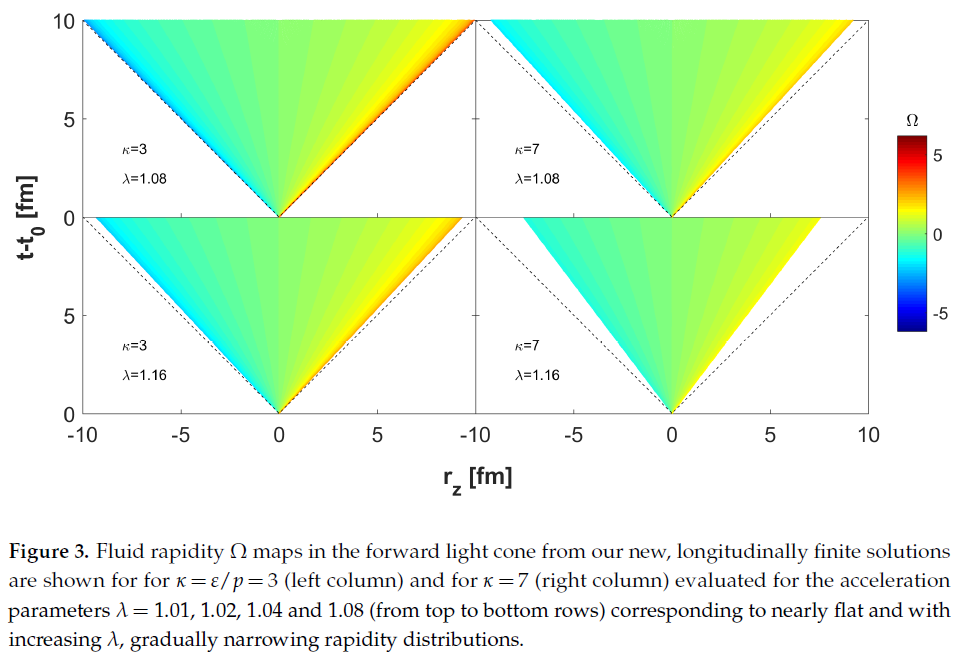 10
5
0
κ=3
λ=1.08
κ=7
λ=1.08
Ω
5
0
-5
t-t0 [fm]
5
0
κ=3
λ=1.16
κ=7
λ=1.16
-10
-5
0
5
-10
-5
0
5
10
rz [fm]
Figure 3. Fluid rapidity Ω maps in the forward light cone from our new, longitudinally finite solutions
are shown for for κ = ε/p = 3 (left column) and for κ = 7 (right column) evaluated for the acceleration
parameters λ = 1.01, 1.02, 1.04 and 1.08 (from top to bottom rows) corresponding to nearly flat and with
increasing λ, gradually narrowing rapidity distributions.